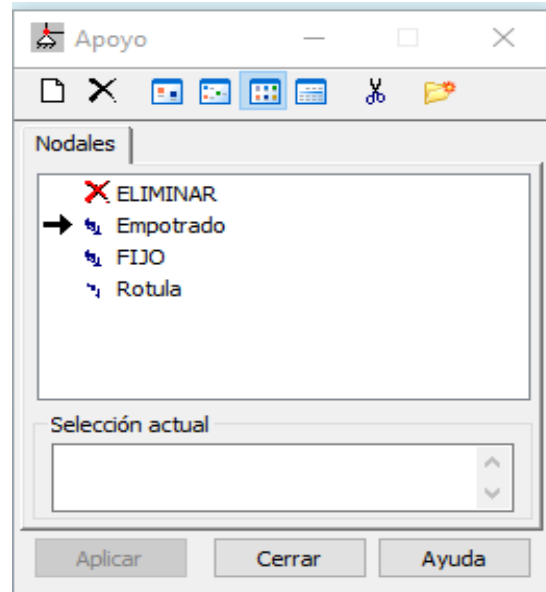 Apoyo
Nodales
ELIMINAR
Empotrado
FIJO
Rotula
Selección actual
Aplicar Cerrar Ayuda